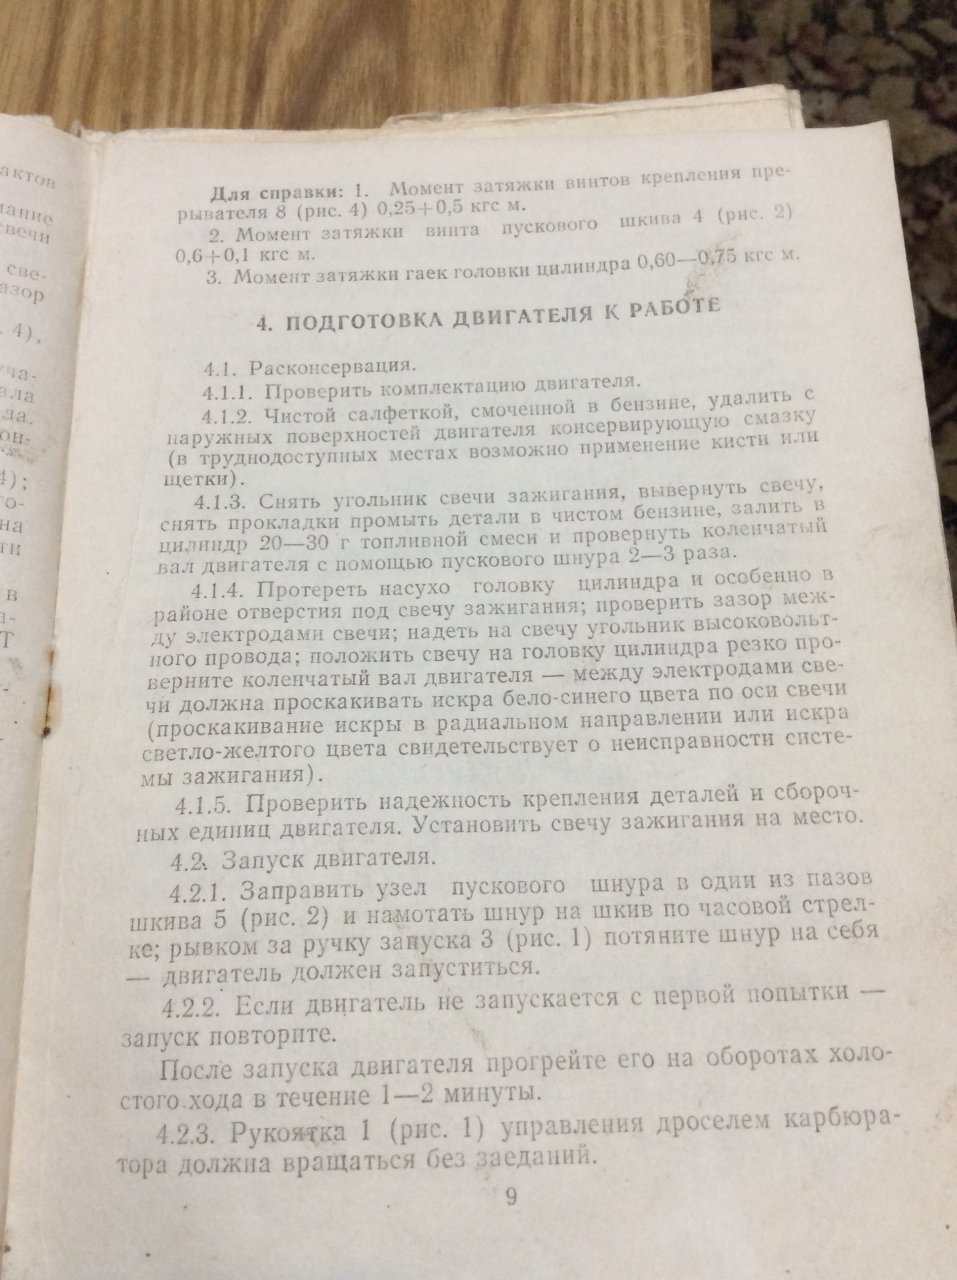 актов
свечи
све-
азор
4),
уча-
ала
4);
го-
на
ти
в
Т
Для справки: 1. Момент затяжки винтов крепления пре-
рывателя 8 (рис. 4) 0,25+0,5 кгс м.
2. Момент затяжки винта пускового шкива 4 (рис. 2)
0,6+0,1 кгс м.
3. Момент затяжки гаек головки цилиндра 0,60—0,75 кгс м.
4. ПОДГОТОВКА ДВИГАТЕЛЯ К РАБОТЕ
4.1. Расконсервация.
4.1.1. Проверить комплектацию двигателя.
4.1.2. Чистой салфеткой, смоченной в бензине, удалить с
наружных поверхностей двигателя консервирующую смазку
(в труднодоступных местах возможно применение кисти или
щетки).
4.1.3. Снять угольник свечи зажигания, вывернуть свечу,
снять прокладки промыть детали в чистом бензине, залить в
цилиндр 20—30 г топливной смеси и провернуть коленчатый
вал двигателя с помощью пускового шнура 2—3 раза.
4.1.4. Протереть насухо головку цилиндра и особенно в
районе отверстия под свечу зажигания; проверить зазор меж-
ду электродами свечи; надеть на свечу угольник высоковольт-
ного провода; положить свечу на головку цилиндра резко про-
верните коленчатый вал двигателя — между электродами све-
чи должна проскакивать искра бело-синего цвета по оси свечи
(проскакивание искры в радиальном направлении или искра
светло-желтого цвета свидетельствует о неисправности систе-
мы зажигания).
4.1.5. Проверить надежность крепления деталей и сбороч-
ных единиц двигателя. Установить свечу зажигания на место.
4.2. Запуск двигателя.
4.2.1. Заправить узел пускового шнура в один из пазов
шкива 5 (рис. 2) и намотать шнур на шкив по часовой стрел-
ке; рывком за ручку запуска 3 (рис. 1) потяните шнур на себя
— двигатель должен запуститься.
4.2.2. Если двигатель не запускается с первой попытки —
запуск повторите.
После запуска двигателя прогрейте его на оборотах холо-
стого хода в течение 1—2 минуты.
4.2.3. Рукоятка 1 (рис. 1) управления дроселем карбюра-
тора должна вращаться без заеданий.
9